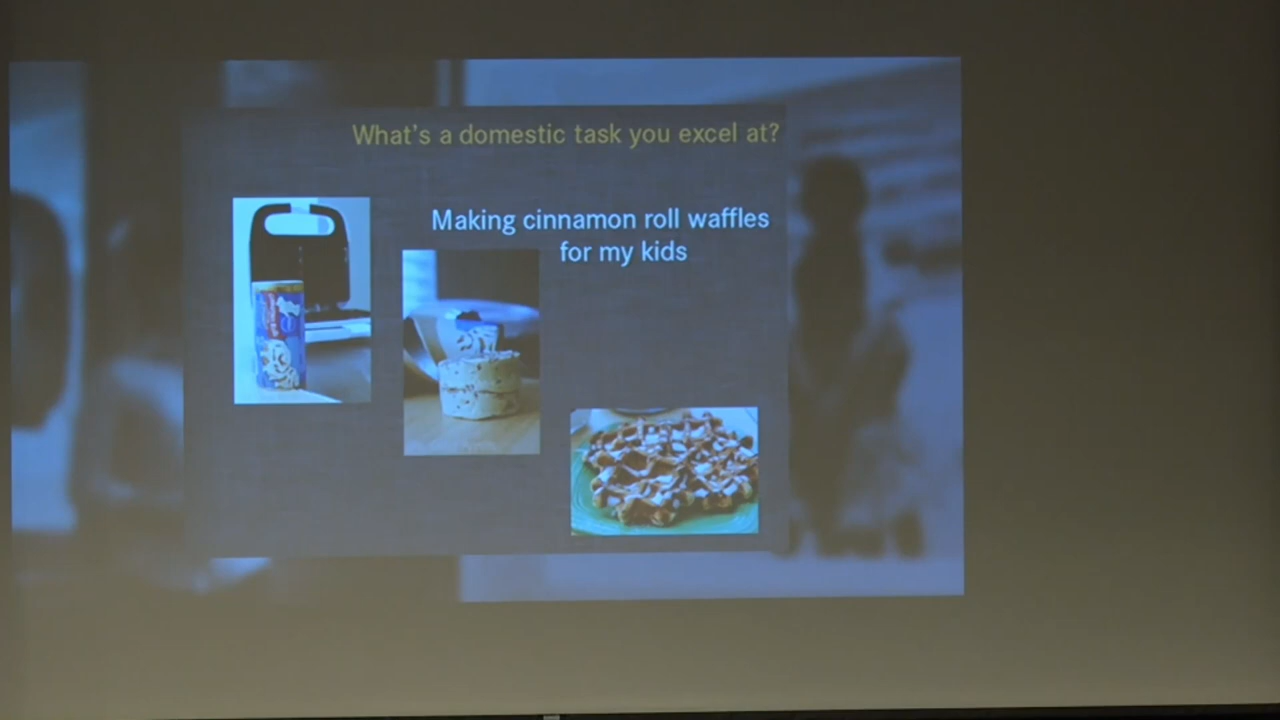 What's a domestic task you excel at?
Making cinnamon roll waffles
for my kids